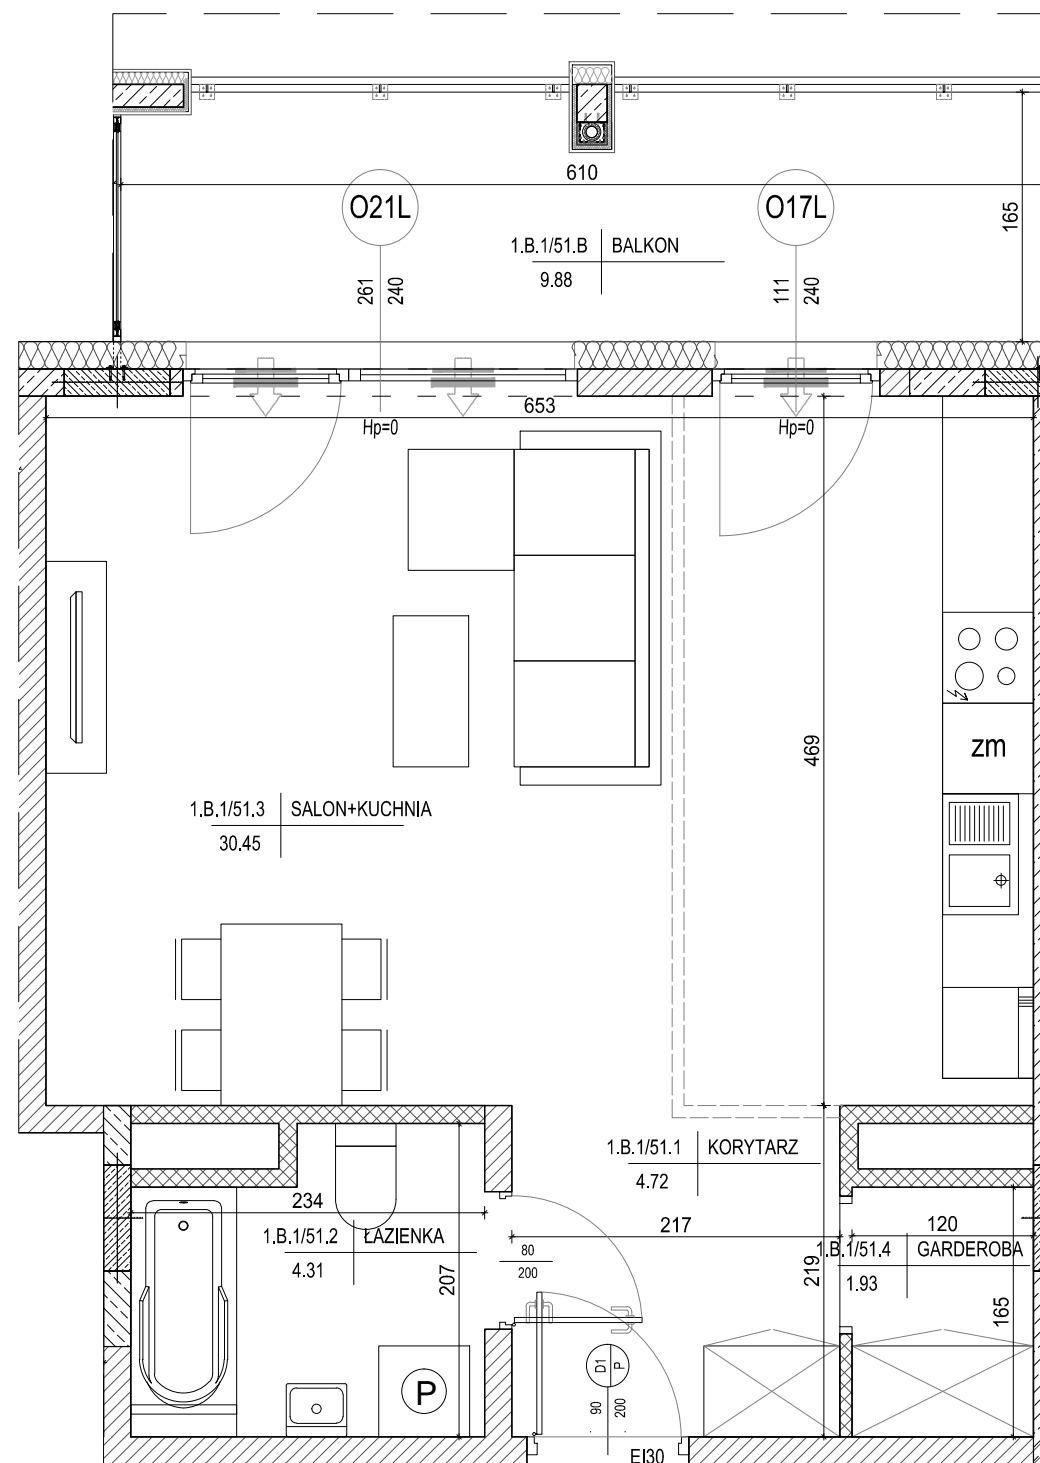 610
O21L
O17L
165
1.B.1/51.B BALKON
9.88
261
240
111
240
653
Hp=0
Hp=0
469
zm
1.B.1/51.3 SALON+KUCHNIA
30.45
1.B.1/51.1 KORYTARZ
4.72
234
217
120
1.B.1/51.2 ŁAZIENKA
4.31
207
80
200
219
1.B.1/51.4 GARDEROBA
1.93
165
D1
P
90
200
P
EI30